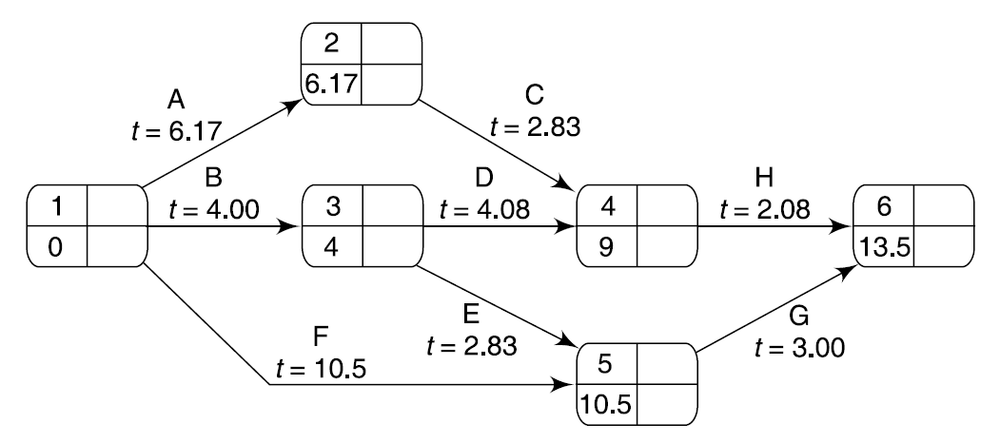 2
6.17
A
t = 6.17
C
t = 2.83
1
0
B
t = 4.00
3
4
D
t = 4.08
4
9
H
t = 2.08
6
13.5
F
t = 10.5
E
t = 2.83
5
10.5
G
t = 3.00